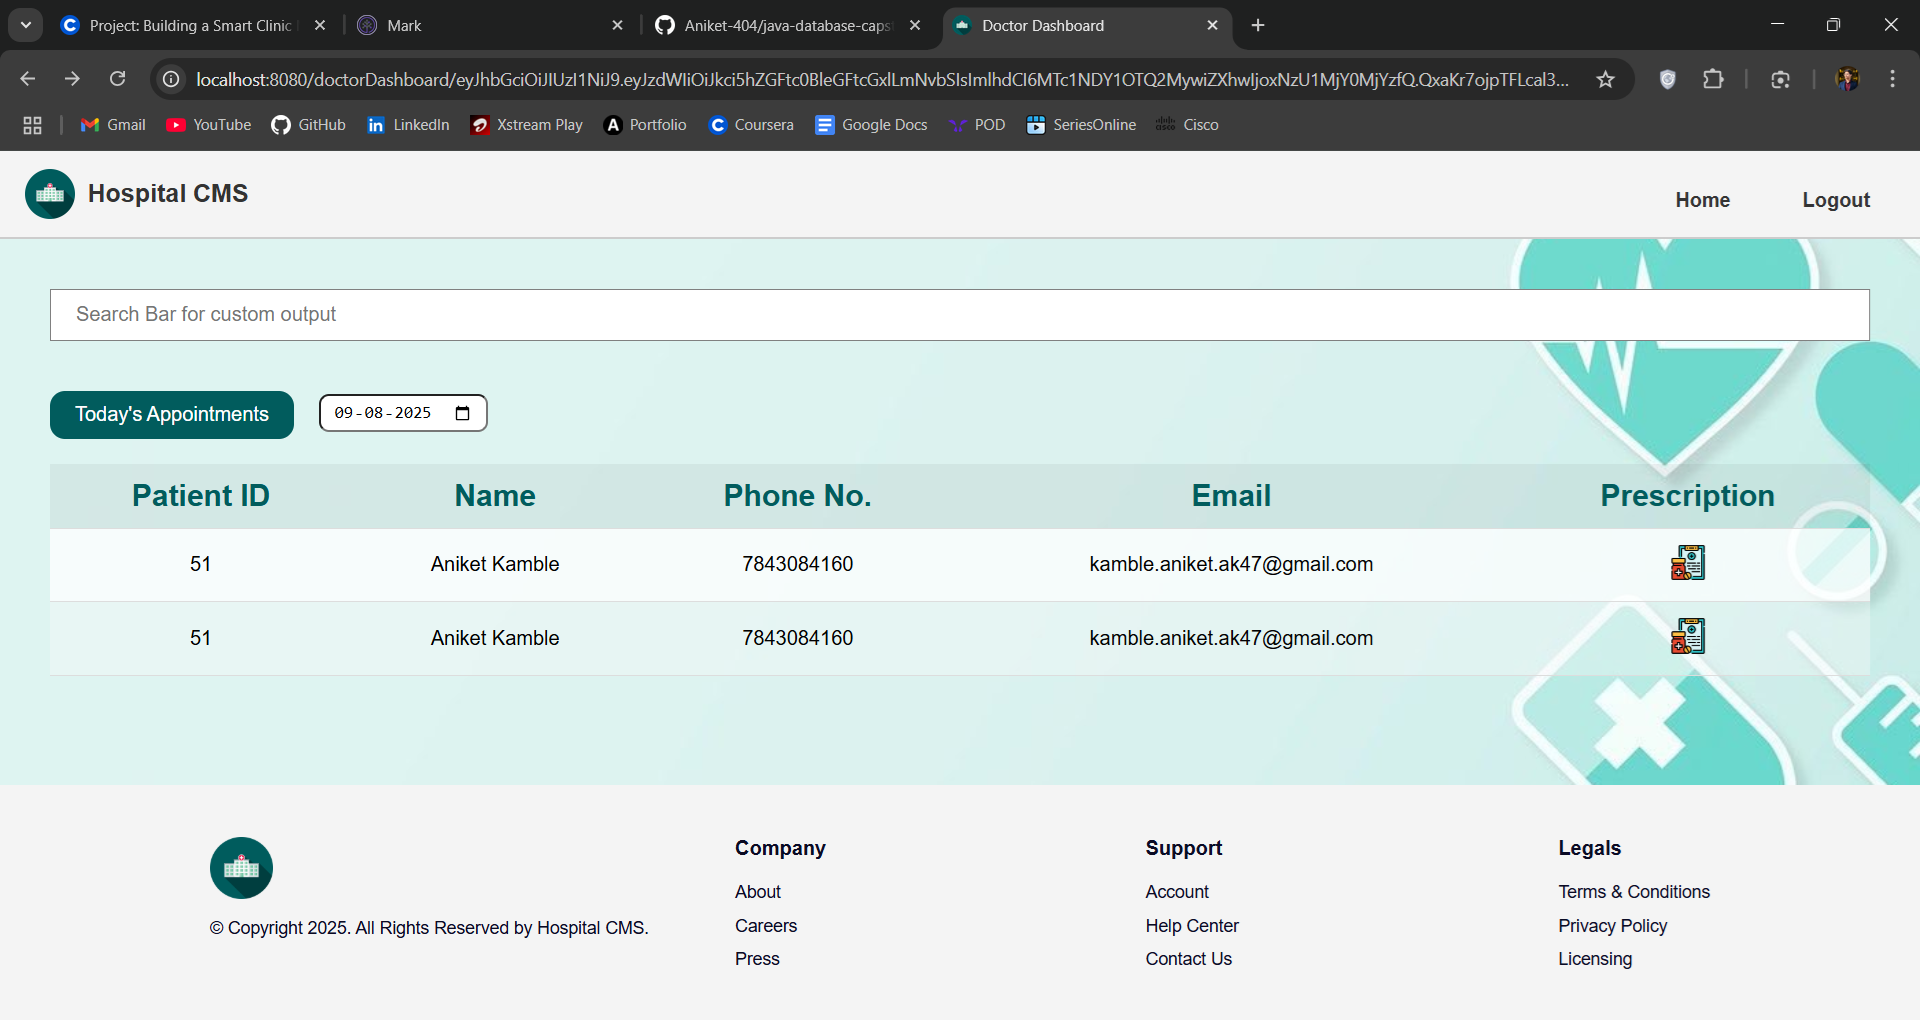 Project: Building a Smart Clinic
Mark
Aniket-404/java-database-caps
Doctor Dashboard
localhost:8080/doctorDashboard/eyJhbGciOiJIUzI1NiJ9.eyJzdWIiOiJkci5hZGFtc0BleGFtcGxlLmNvbSIsImlhdCI6MTc1NDY1OTQ2MywiZXhwIjoxNzU1MjY0MjYzfQ.QxaKr7ojpTFLcal3...
Gmail YouTube GitHub LinkedIn Xstream Play Portfolio Coursera Google Docs POD SeriesOnline Cisco
Hospital CMS
Home Logout
Search Bar for custom output
Today's Appointments 09-08-2025
Patient ID Name Phone No. Email Prescription
51 Aniket Kamble 7843084160 kamble.aniket.ak47@gmail.com
51 Aniket Kamble 7843084160 kamble.aniket.ak47@gmail.com
© Copyright 2025. All Rights Reserved by Hospital CMS.
Company
About
Careers
Press
Support
Account
Help Center
Contact Us
Legals
Terms & Conditions
Privacy Policy
Licensing